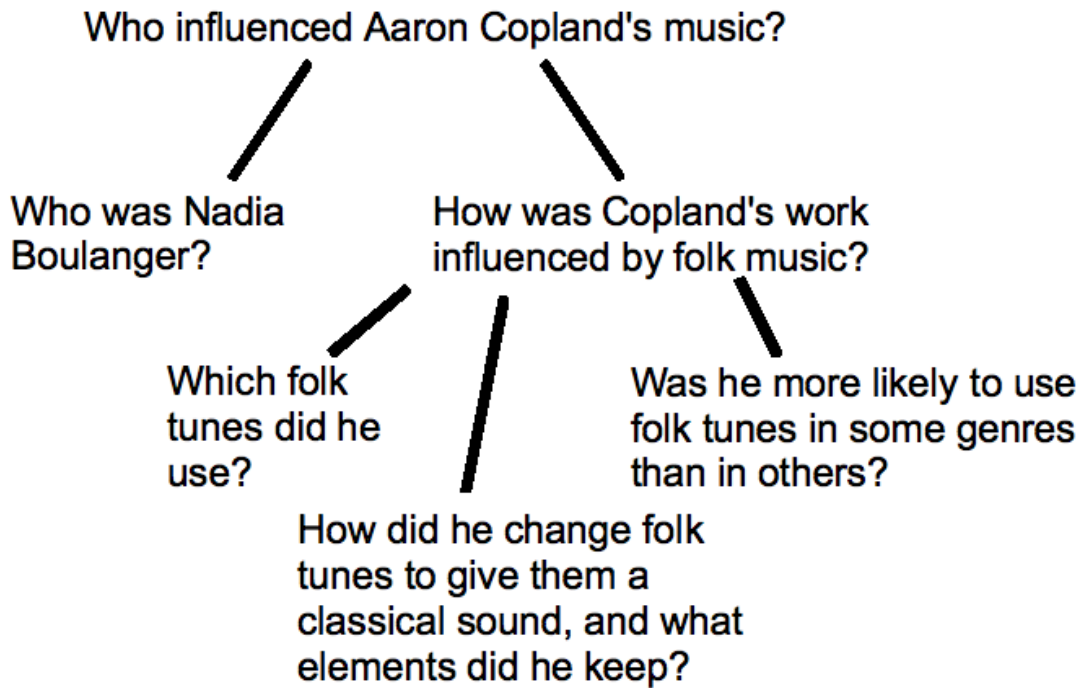 Who influenced Aaron Copland's music?
Who was Nadia
Boulanger?
How was Copland's work
influenced by folk music?
Which folk
tunes did he
use?
Was he more likely to use
folk tunes in some genres
than in others?
How did he change folk
tunes to give them a
classical sound, and what
elements did he keep?